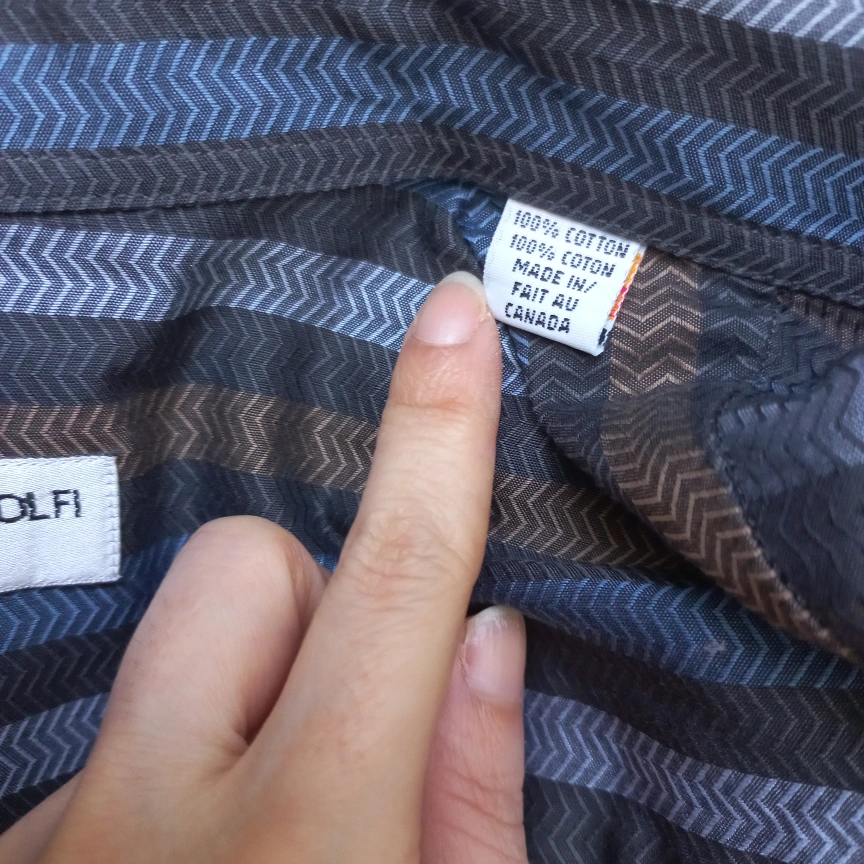 100% COTTON
100% COTON
MADE IN/
FAIT AU
CANADA
OLFI